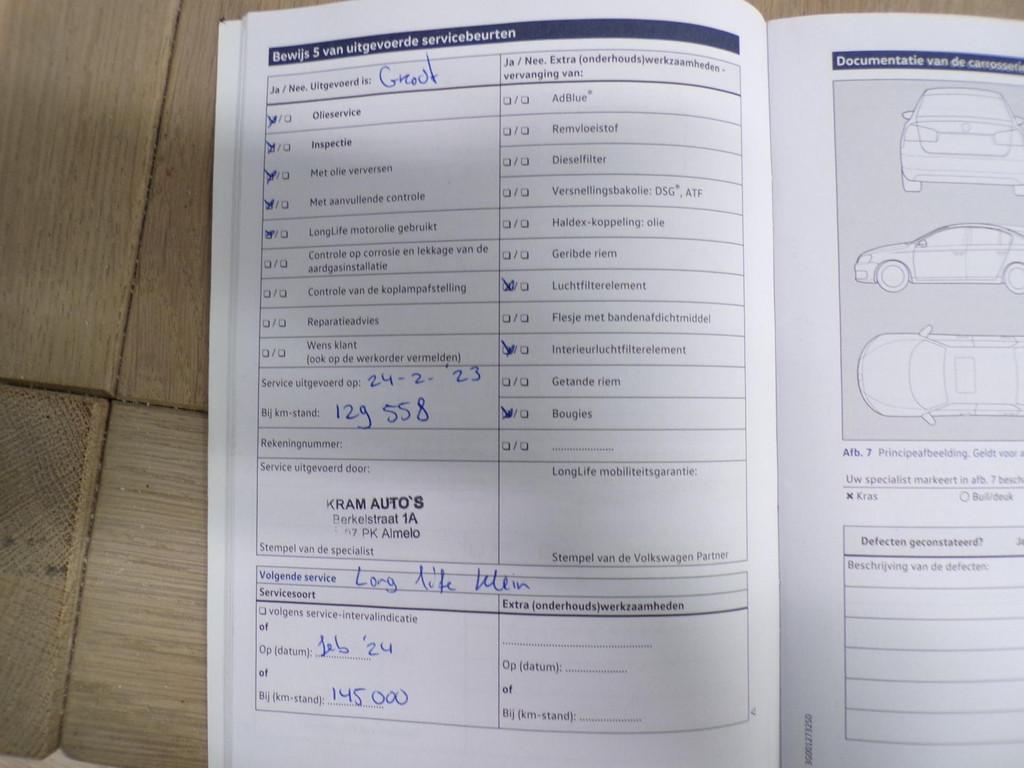 Bewijs 5 van uitgevoerde servicebeurten
Ja / Nee. Uitgevoerd is: Groot
☒/☐ Olieservice
☒/☐ Inspectie
☒/☐ Met olie verversen
☒/☐ Met aanvullende controle
☒/☐ LongLife motorolie gebruikt
☐/☐ Controle op corrosie en lekkage van de
aardgasinstallatie
☐/☐ Controle van de koplampafstelling
☐/☐ Reparatieadvies
☐/☐ Wens klant
(ook op de werkorder vermelden)
Service uitgevoerd op: 24-2-'23
Bij km-stand: 129 558
Rekeningnummer:
Service uitgevoerd door:
KRAM AUTO'S
Berkelstraat 1A
PK Almelo
Stempel van de specialist
Ja / Nee. Extra (onderhouds)werkzaamheden -
vervanging van:
☐/☐ AdBlue®
☐/☐ Remvloeistof
☐/☐ Dieselfilter
☐/☐ Versnellingsbakolie: DSG®, ATF
☐/☐ Haldex-koppeling: olie
☐/☐ Geribde riem
☒/☐ Luchtfilterelement
☐/☐ Flesje met bandenafdichtmiddel
☒/☐ Interieurluchtfilterelement
☐/☐ Getande riem
☒/☐ Bougies
☐/☐ ....................
LongLife mobiliteitsgarantie:
Stempel van de Volkswagen Partner
Volgende service Long life klein
Servicesoort
☐ volgens service-intervalindicatie
of
Op (datum): feb '24
of
Bij (km-stand): 145 000
Extra (onderhouds)werkzaamheden
................................................
Op (datum): ....................
of
Bij (km-stand): ....................
Documentatie van de carrosserie
Afb. 7 Principeafbeelding. Geldt voor
Uw specialist markeert in afb. 7
× Kras ○ Buil/deuk
Defecten geconstateerd?
Beschrijving van de defecten: